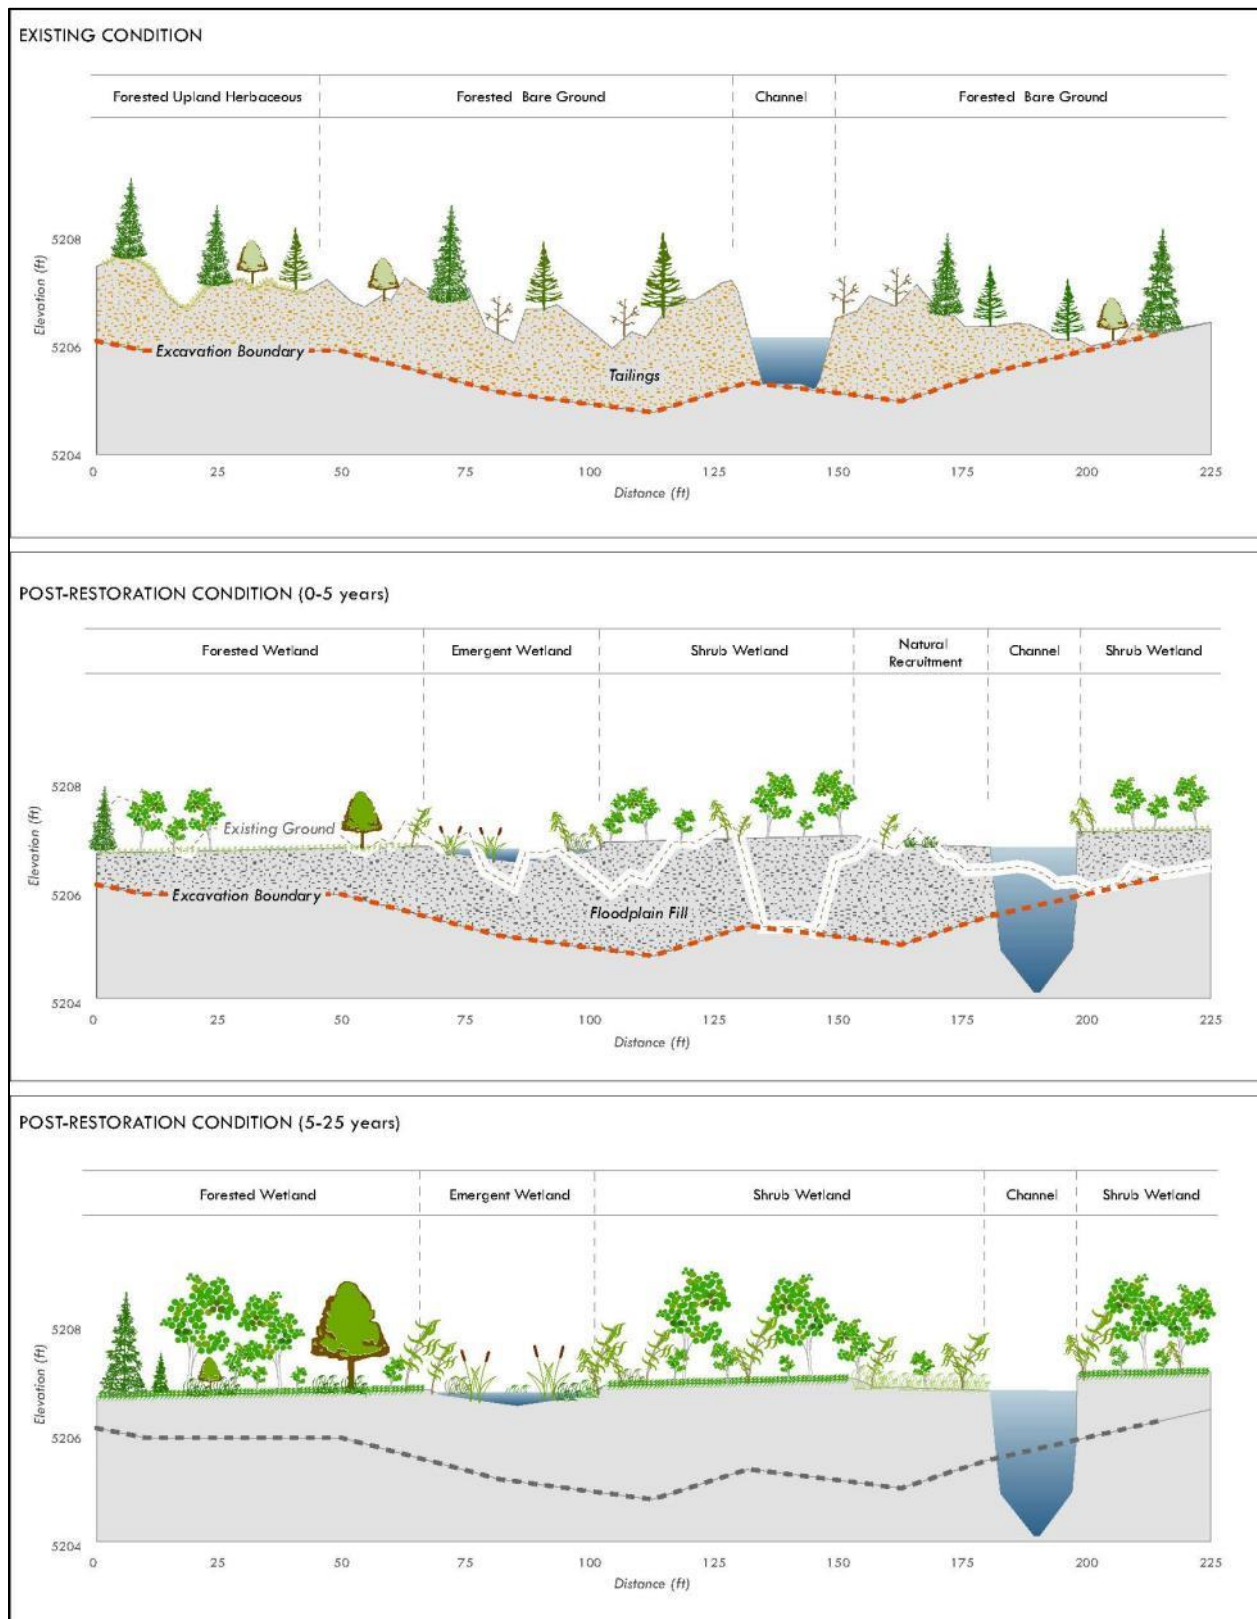 EXISTING CONDITION
Forested Upland Herbaceous
Forested Bare Ground
Channel
Forested Bare Ground
5208
5206
5204
Elevation (ft)
Excavation Boundary
Tailings
0 25 50 75 100 125 150 175 200 225
Distance (ft)
POST-RESTORATION CONDITION (0-5 years)
Forested Wetland
Emergent Wetland
Shrub Wetland
Natural
Recruitment
Channel
Shrub Wetland
5208
5206
5204
Elevation (ft)
Existing Ground
Excavation Boundary
Floodplain Fill
0 25 50 75 100 125 150 175 200 225
Distance (ft)
POST-RESTORATION CONDITION (5-25 years)
Forested Wetland
Emergent Wetland
Shrub Wetland
Channel
Shrub Wetland
5208
5206
5204
Elevation (ft)
0 25 50 75 100 125 150 175 200 225
Distance (ft)